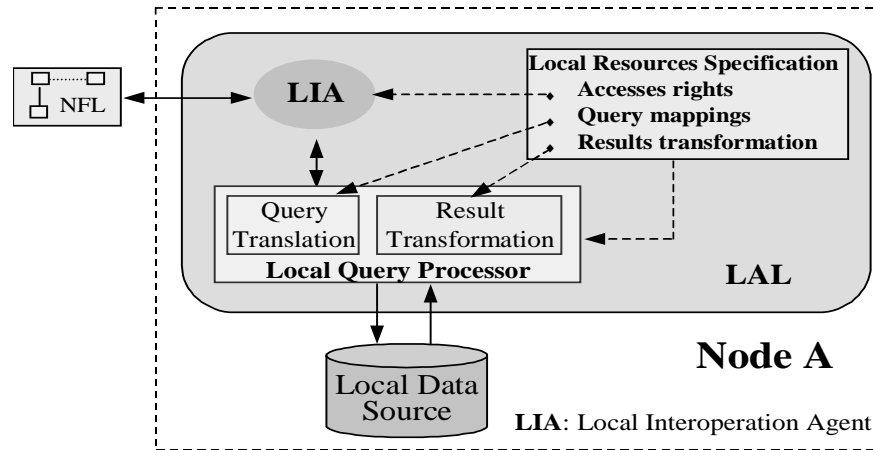 NFL
LIA
Local Resources Specification
Accesses rights
Query mappings
Results transformation
Query
Translation
Result
Transformation
Local Query Processor
LAL
Local Data
Source
Node A
LIA: Local Interoperation Agent